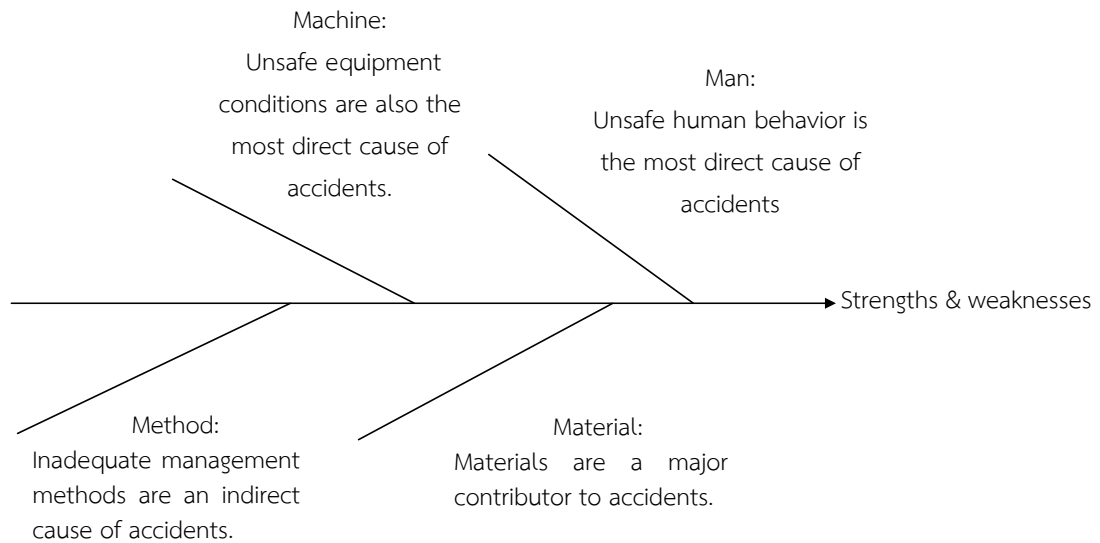 Machine:
Unsafe equipment
conditions are also the
most direct cause of
accidents.
Man:
Unsafe human behavior is
the most direct cause of
accidents
Strengths & weaknesses
Method:
Inadequate management
methods are an indirect
cause of accidents.
Material:
Materials are a major
contributor to accidents.